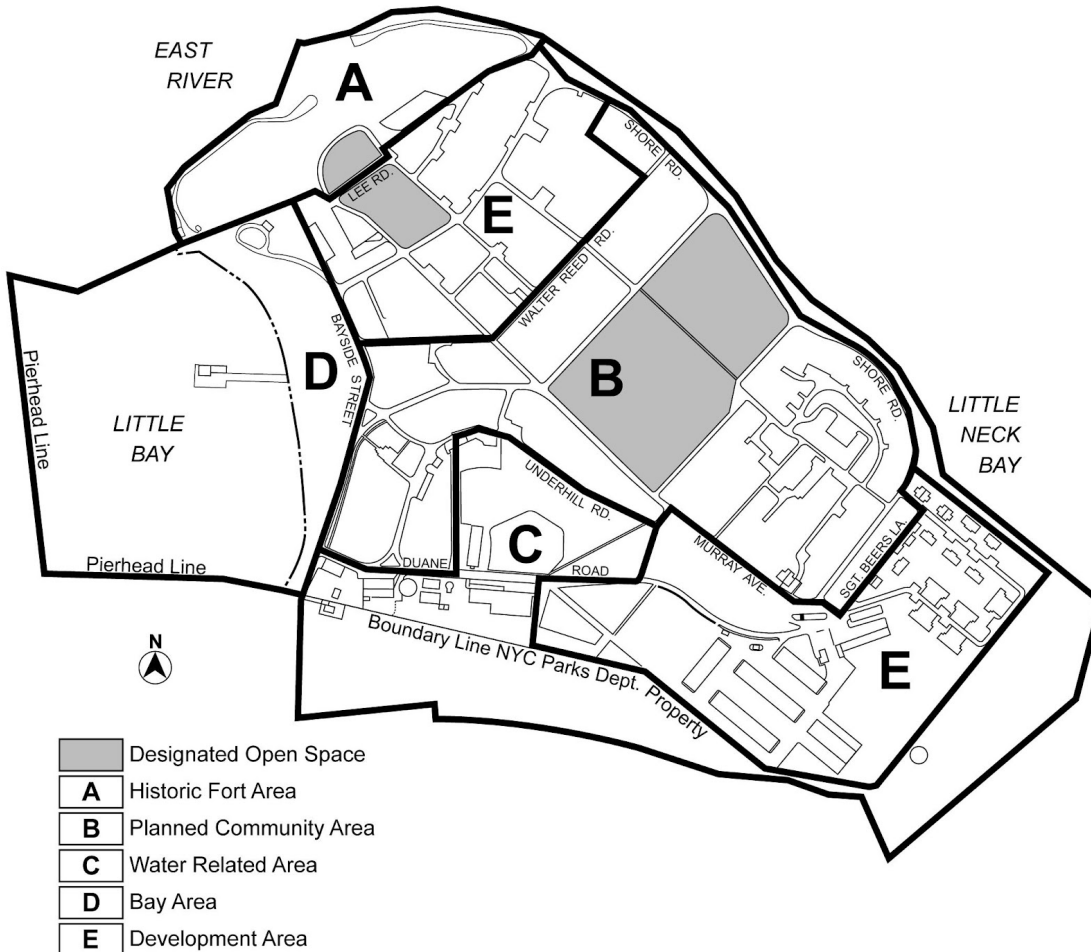 EAST
RIVER
A
SHORE RD.
LEE RD.
E
WALTER REED RD.
BAYSIDE STREET
D
B
SHORE RD.
Pierhead Line
LITTLE
BAY
LITTLE
NECK
BAY
UNDERHILL RD.
C
DUANE ROAD
MURRAY AVE.
SGT. BEERS LA.
Pierhead Line
Boundary Line NYC Parks Dept. Property
N
E
Designated Open Space
A Historic Fort Area
B Planned Community Area
C Water Related Area
D Bay Area
E Development Area